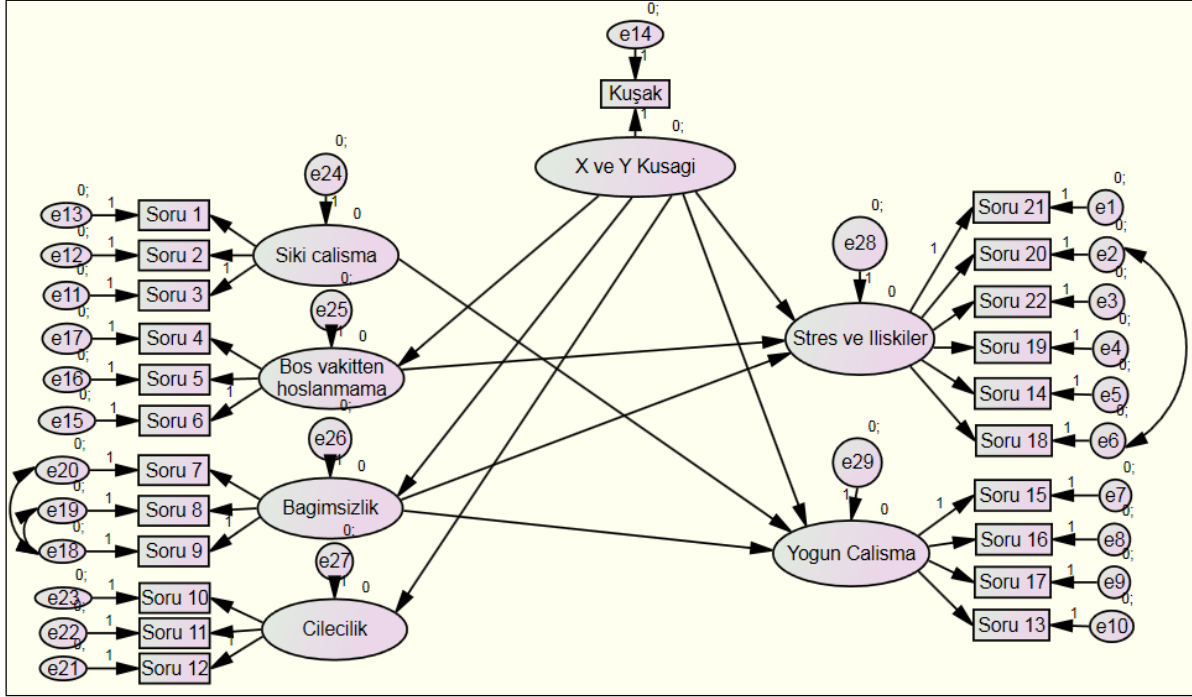 0;
e14
1
Kuşak
1
0;
X ve Y Kusagi
0;
e24
1
0
Siki calisma
0;
e13
1
Soru 1
0;
e12
1
Soru 2
0;
e11
1
Soru 3
1
0;
e25
1
0
Bos vakitten
hoslanmama
0;
e17
1
Soru 4
0;
e16
1
Soru 5
0;
e15
1
Soru 6
1
0;
e26
1
0
Bagimsizlik
0;
e20
1
Soru 7
0;
e19
1
Soru 8
0;
e18
1
Soru 9
1
0;
e27
1
0
Cilecilik
0;
e23
1
Soru 10
0;
e22
1
Soru 11
0;
e21
1
Soru 12
1
0;
e28
1
0
Stres ve Iliskiler
1
Soru 21
1
0;
e1
Soru 20
1
0;
e2
Soru 22
1
0;
e3
Soru 19
1
0;
e4
Soru 14
1
0;
e5
Soru 18
1
0;
e6
0;
e29
1
0
Yogun Calisma
1
Soru 15
1
0;
e7
Soru 16
1
0;
e8
Soru 17
1
0;
e9
Soru 13
1
0;
e10